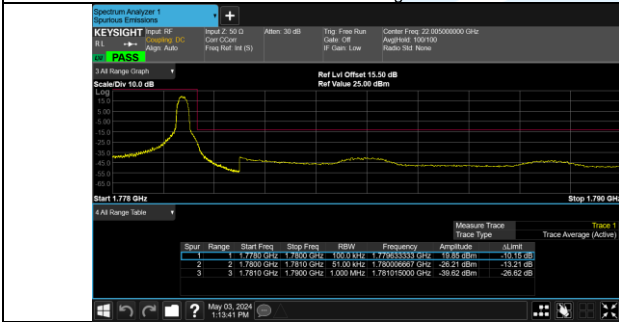 Spectrum Analyzer 1
Spurious Emissions
+
KEYSIGHT Input: RF Input Z: 50 Ω Atten: 30 dB Trig: Free Run Center Freq: 22.005000000 GHz
RL Coupling: DC Corr CCorr Gate: Off Avg|Hold: 100/100
Align: Auto Freq Ref: Int (S) IF Gain: Low Radio Std: None
PASS
3 All Range Graph
Ref Lvl Offset 15.50 dB
Scale/Div 10.0 dB Ref Value 25.00 dBm
Log
15.0
5.00
-5.00
-15.0
-25.0
-35.0
-45.0
-55.0
-65.0
Start 1.778 GHz Stop 1.790 GHz
4 All Range Table
Measure Trace Trace 1
Trace Type Trace Average (Active)
Spur Range Start Freq Stop Freq RBW Frequency Amplitude ΔLimit
1 1 1.7780 GHz 1.7800 GHz 100.0 kHz 1.779633333 GHz 19.85 dBm -10.15 dB
2 2 1.7800 GHz 1.7810 GHz 51.00 kHz 1.780006667 GHz -26.21 dBm -13.21 dB
3 3 1.7810 GHz 1.7900 GHz 1.000 MHz 1.781015000 GHz -39.62 dBm -26.62 dB
? May 03, 2024
1:13:41 PM